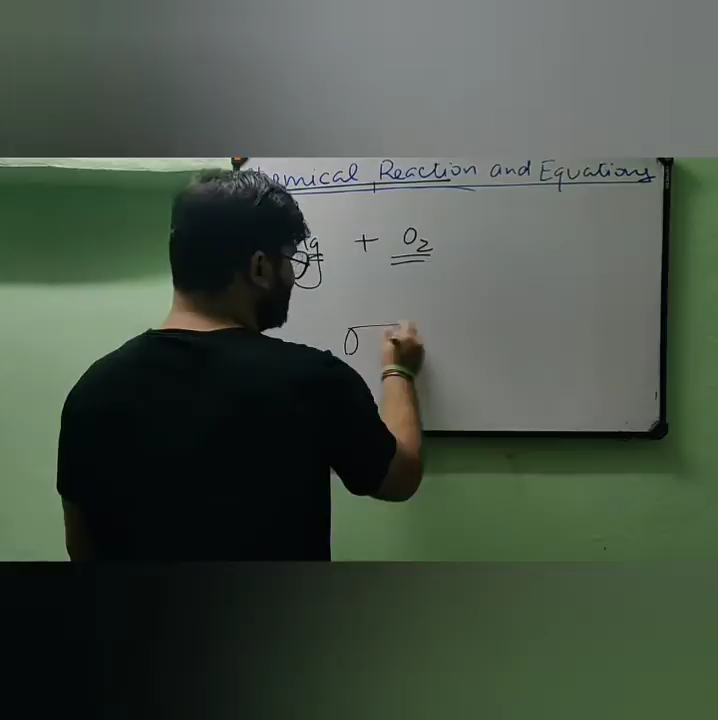 emical Reaction and Equations
g + O2
O